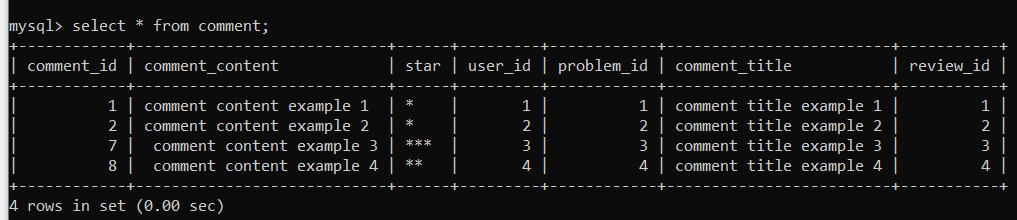 mysql> select * from comment;
+------------+----------------------------+------+---------+------------+-------------------------+-----------+
| comment_id | comment_content            | star | user_id | problem_id | comment_title           | review_id |
+------------+----------------------------+------+---------+------------+-------------------------+-----------+
|          1 | comment content example 1  | *    |       1 |          1 | comment title example 1 |         1 |
|          2 | comment content example 2  | *    |       2 |          2 | comment title example 2 |         2 |
|          7 |  comment content example 3 | ***  |       3 |          3 | comment title example 3 |         3 |
|          8 |  comment content example 4 | **   |       4 |          4 | comment title example 4 |         4 |
+------------+----------------------------+------+---------+------------+-------------------------+-----------+
4 rows in set (0.00 sec)